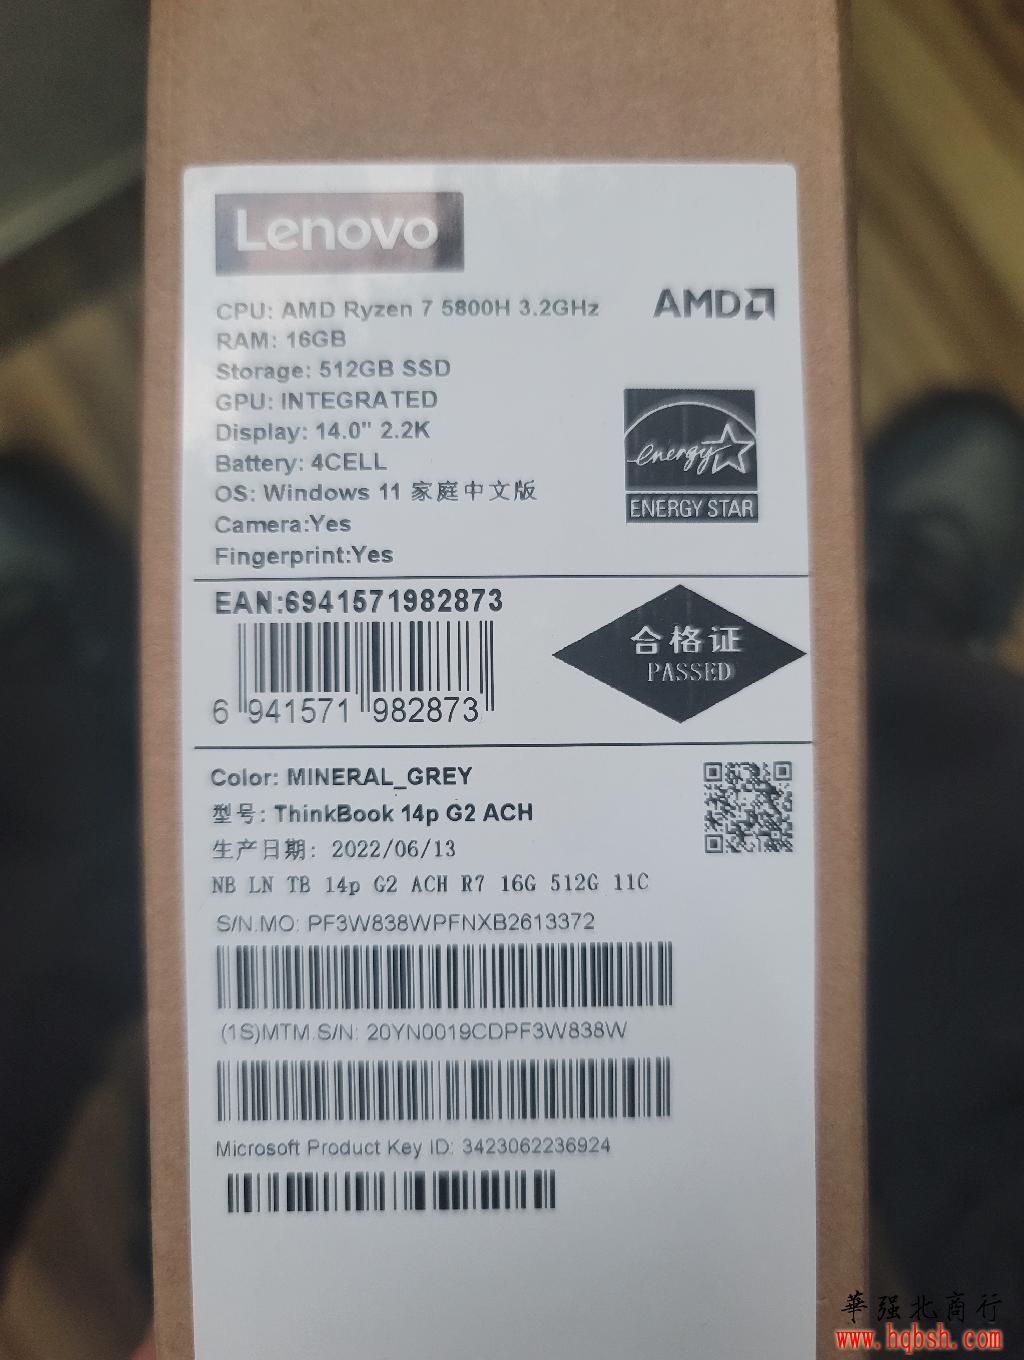 Lenovo
CPU: AMD Ryzen 7 5800H 3.2GHz
AMD
RAM: 16GB
Storage: 512GB SSD
GPU: INTEGRATED
Display: 14.0" 2.2K
Battery: 4CELL
OS: Windows 11 家庭中文版
Camera:Yes
Fingerprint:Yes
energy
ENERGY STAR
EAN:6941571982873
6 941571 982873
合格证
PASSED
Color: MINERAL_GREY
型号: ThinkBook 14p G2 ACH
生产日期: 2022/06/13
NB LN TB 14p G2 ACH R7 16G 512G 11C
S/N.MO: PF3W838WPFNXB2613372
(1S)MTM.S/N: 20YN0019CDPF3W838W
Microsoft Product Key ID: 3423062236924
華强北商行
www.hqbsh.com